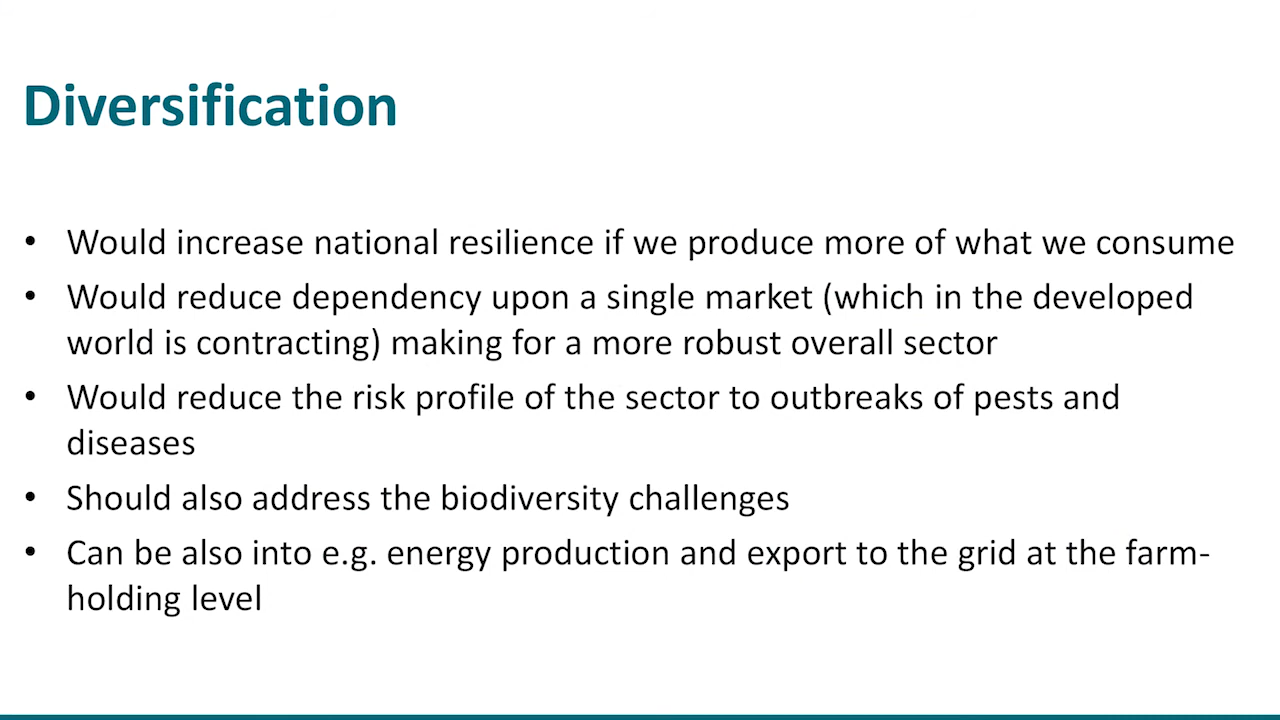 Diversification
• Would increase national resilience if we produce more of what we consume
• Would reduce dependency upon a single market (which in the developed
world is contracting) making for a more robust overall sector
• Would reduce the risk profile of the sector to outbreaks of pests and
diseases
• Should also address the biodiversity challenges
• Can be also into e.g. energy production and export to the grid at the farm-
holding level